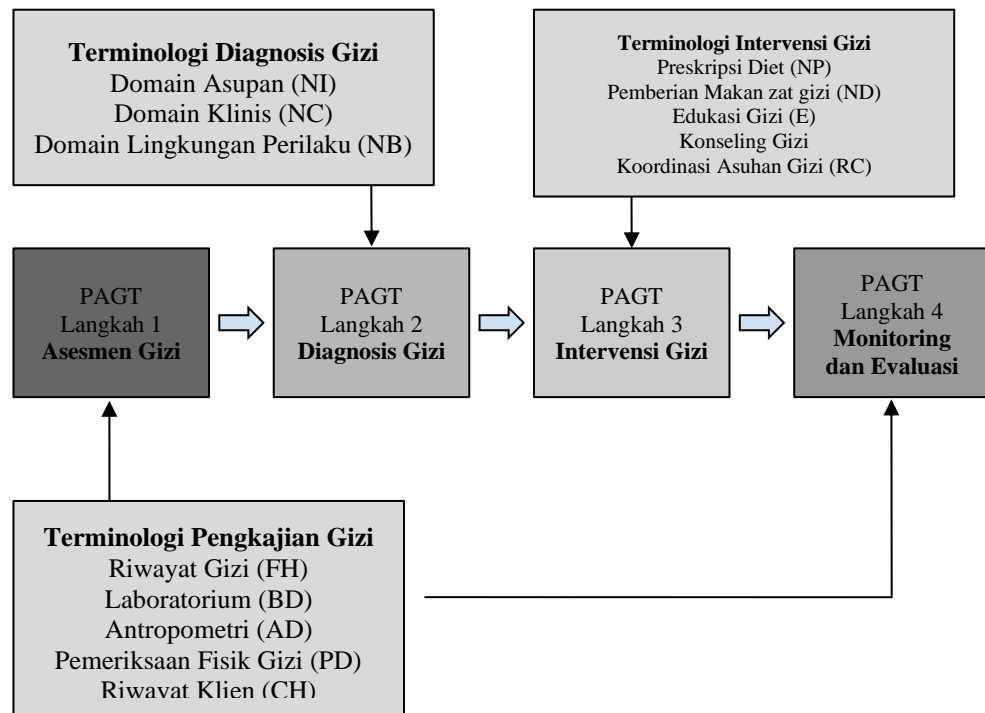 Terminologi Diagnosis Gizi
Domain Asupan (NI)
Domain Klinis (NC)
Domain Lingkungan Perilaku (NB)
Terminologi Intervensi Gizi
Preskripsi Diet (NP)
Pemberian Makan zat gizi (ND)
Edukasi Gizi (E)
Konseling Gizi
Koordinasi Asuhan Gizi (RC)
PAGT
Langkah 1
Asesmen Gizi
PAGT
Langkah 2
Diagnosis Gizi
PAGT
Langkah 3
Intervensi Gizi
PAGT
Langkah 4
Monitoring
dan Evaluasi
Terminologi Pengkajian Gizi
Riwayat Gizi (FH)
Laboratorium (BD)
Antropometri (AD)
Pemeriksaan Fisik Gizi (PD)
Riwayat Klien (CH)